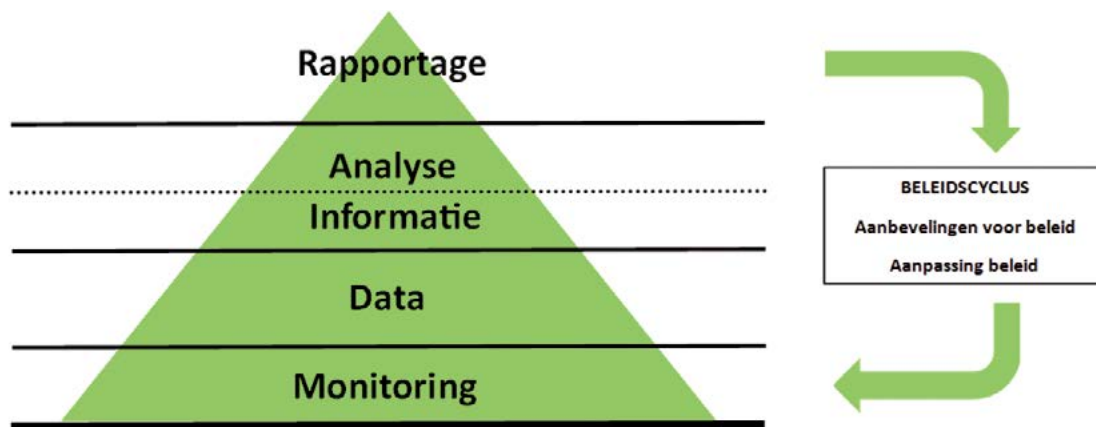 Rapportage
Analyse
Informatie
Data
Monitoring
BELEIDSCYCLUS
Aanbevelingen voor beleid
Aanpassing beleid